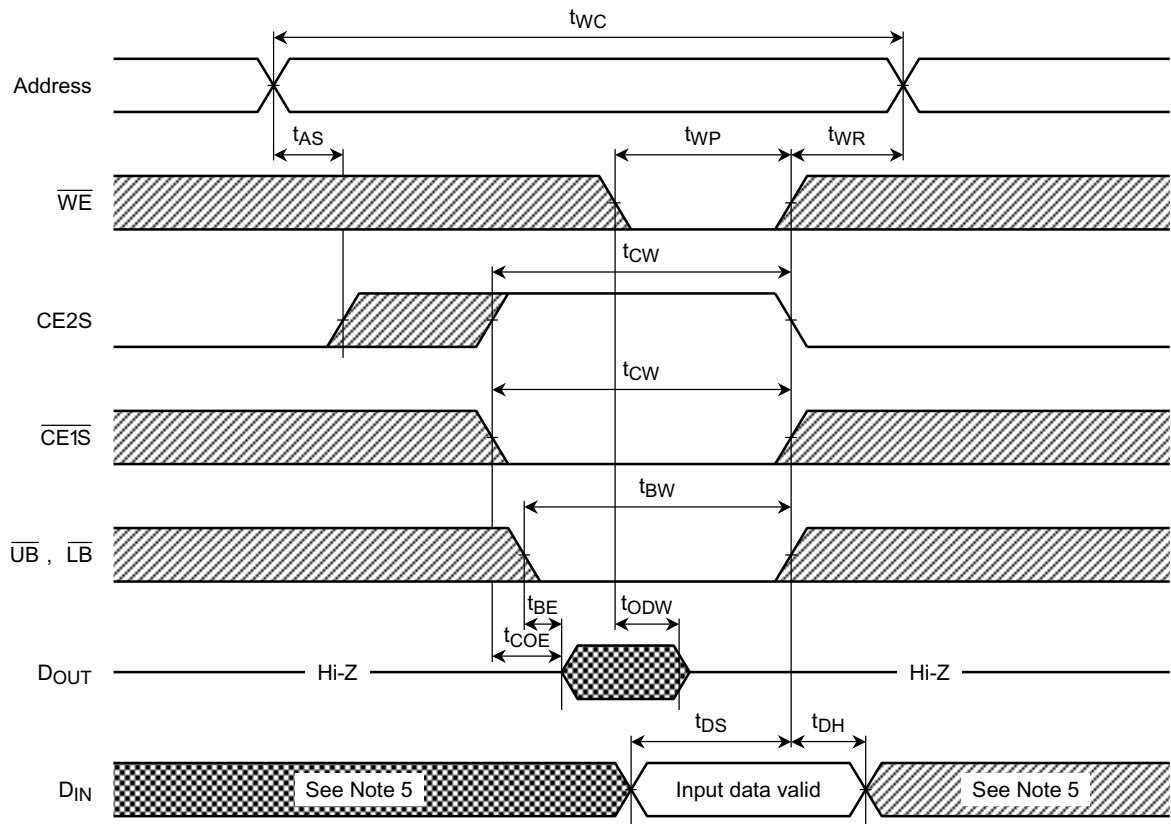 tWC
Address
tAS
tWP
tWR
WE
tCW
CE2S
tCW
CE1S
tBW
UB , LB
tBE
tODW
tCOE
DOUT
Hi-Z
Hi-Z
tDS
tDH
DIN
See Note 5
Input data valid
See Note 5